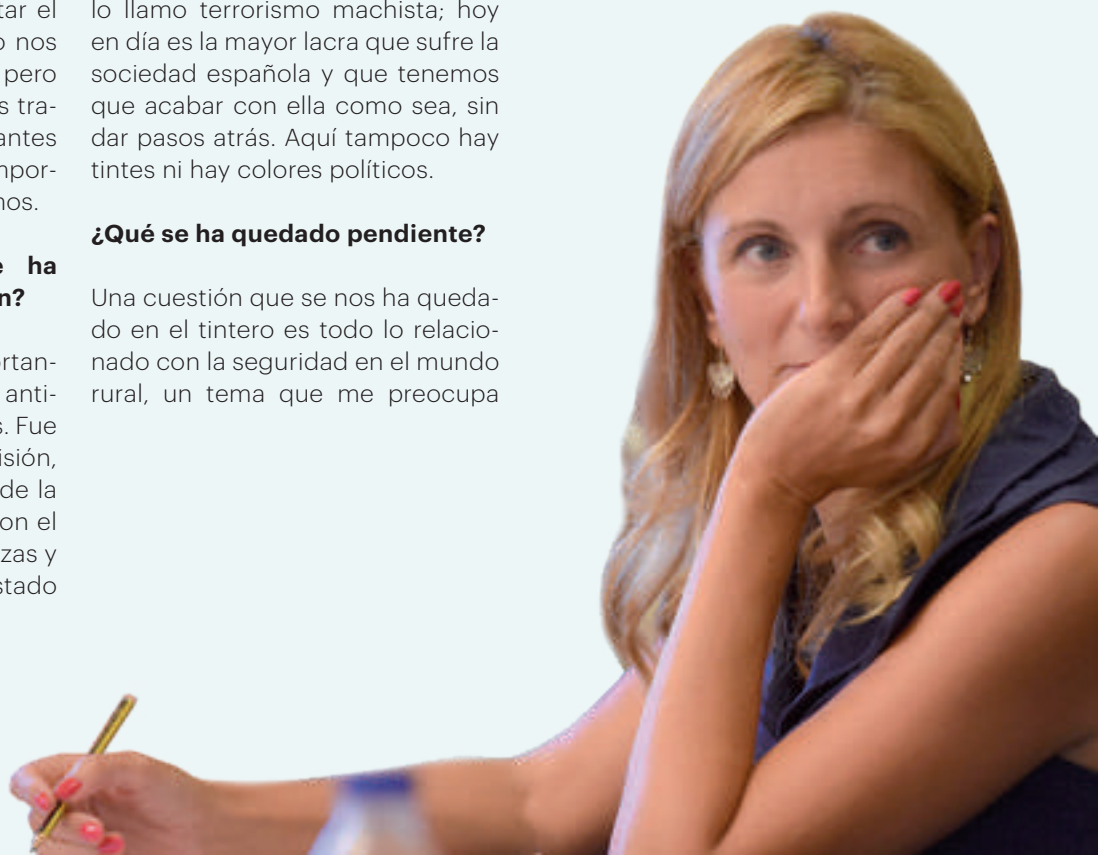 tar el
o nos
pero
s tra-
antes
mpor-
nos.
e ha
n?
ortan-
anti-
s. Fue
isión,
de la
on el
zas y
stado
lo llamo terrorismo machista; hoy
en día es la mayor lacra que sufre la
sociedad española y que tenemos
que acabar con ella como sea, sin
dar pasos atrás. Aquí tampoco hay
tintes ni hay colores políticos.
¿Qué se ha quedado pendiente?
Una cuestión que se nos ha queda-
do en el tintero es todo lo relacio-
nado con la seguridad en el mundo
rural, un tema que me preocupa